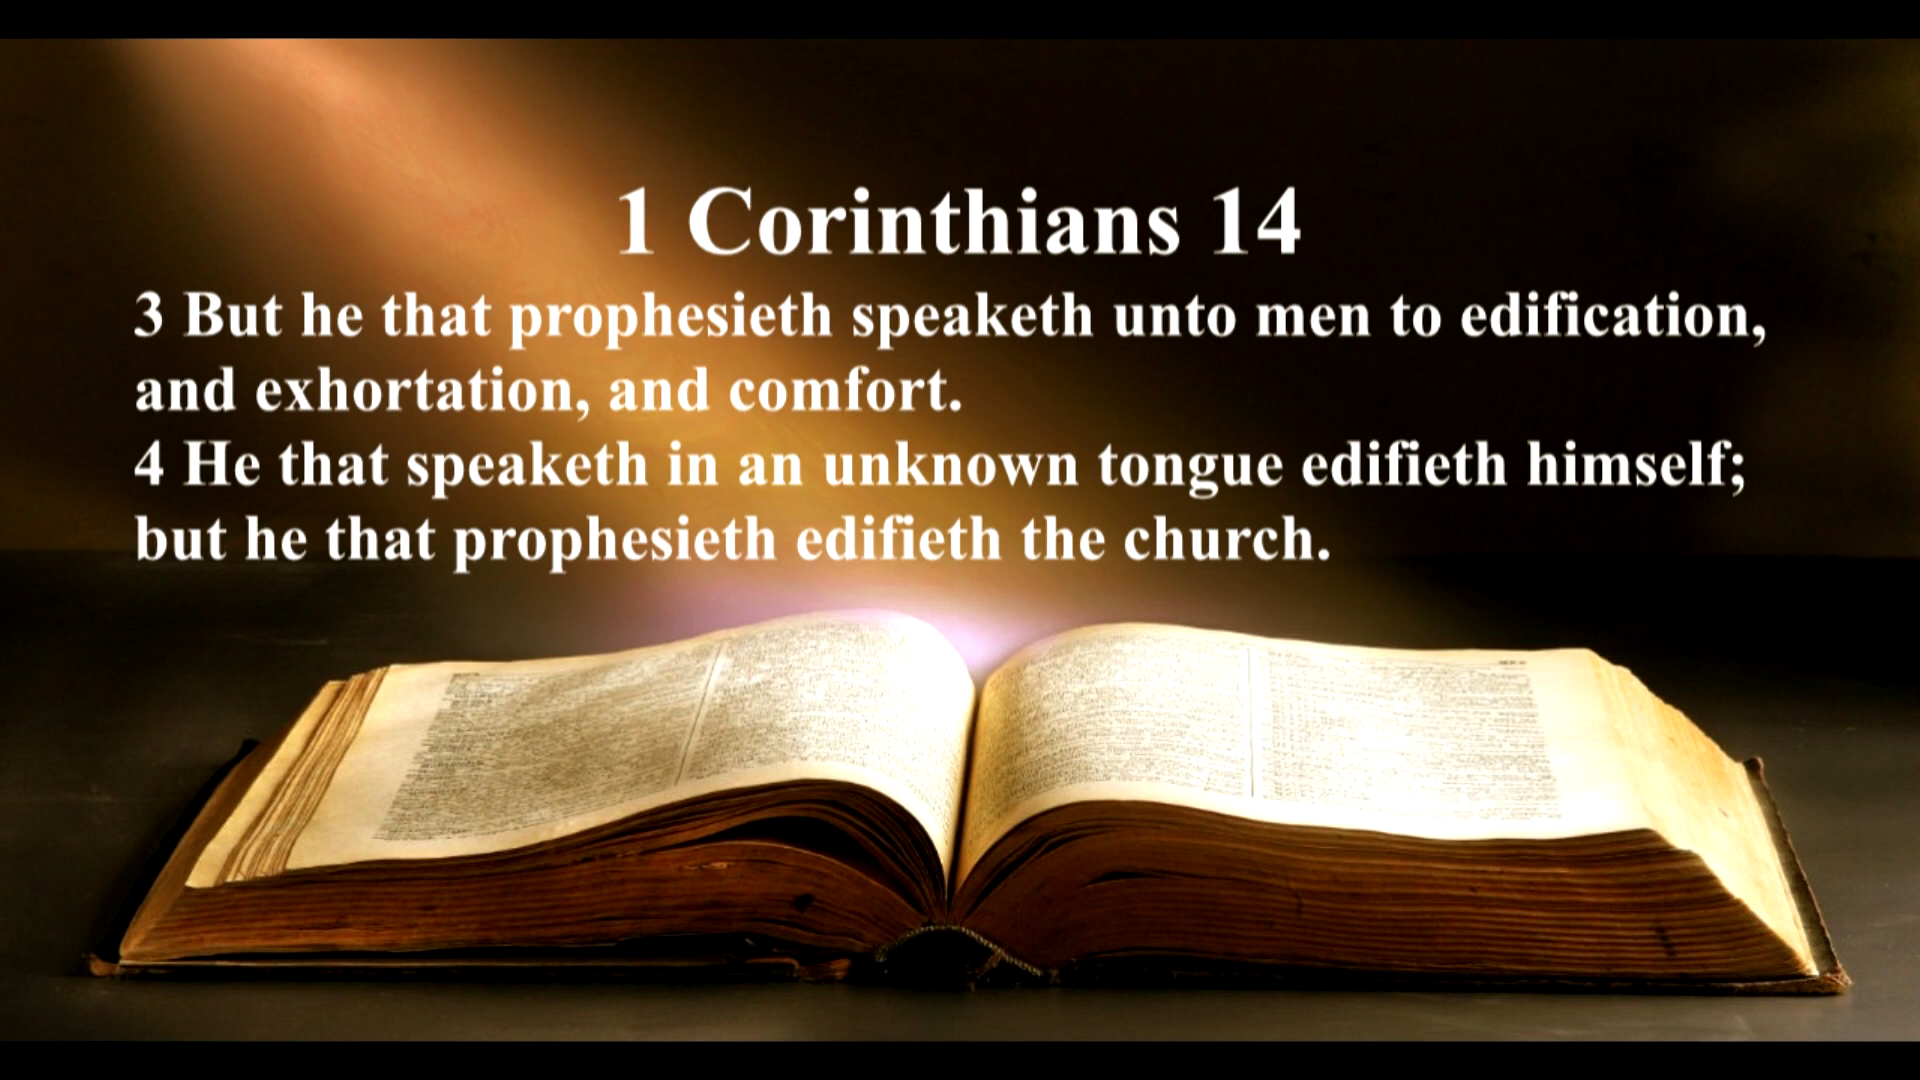 1 Corinthians 14
3 But he that prophesieth speaketh unto men to edification,
and exhortation, and comfort.
4 He that speaketh in an unknown tongue edifieth himself;
but he that prophesieth edifieth the church.